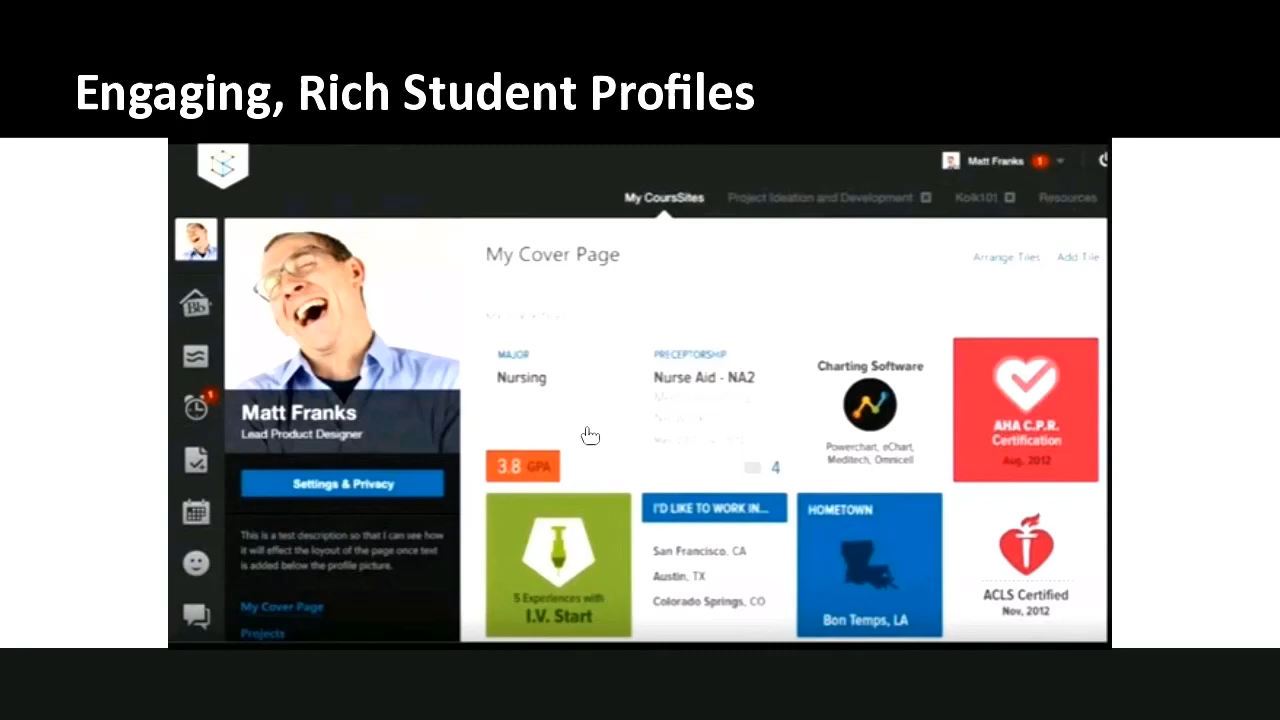 Engaging, Rich Student Profiles
Matt Franks 1
My CoursSites Project Ideation and Development Kolk101 Resources
My Cover Page
Arrange Tiles Add Tile
Bb
1
Matt Franks
Lead Product Designer
Settings & Privacy
This is a test description so that I can see how
it will effect the loyout of the page once text
is added below the profile picture.
My Cover Page
Projects
MAJOR
Nursing
3.8 GPA
PRECEPTORSHIP
Nurse Aid - NA2
4
Charting Software
Powerchart, eChart,
Meditech, Omnicell
AHA C.P.R.
Certification
Aug, 2012
5 Experiences with
I.V. Start
I'D LIKE TO WORK IN...
San Francisco, CA
Austin, TX
Colorado Springs, CO
HOMETOWN
Bon Temps, LA
ACLS Certified
Nov, 2012